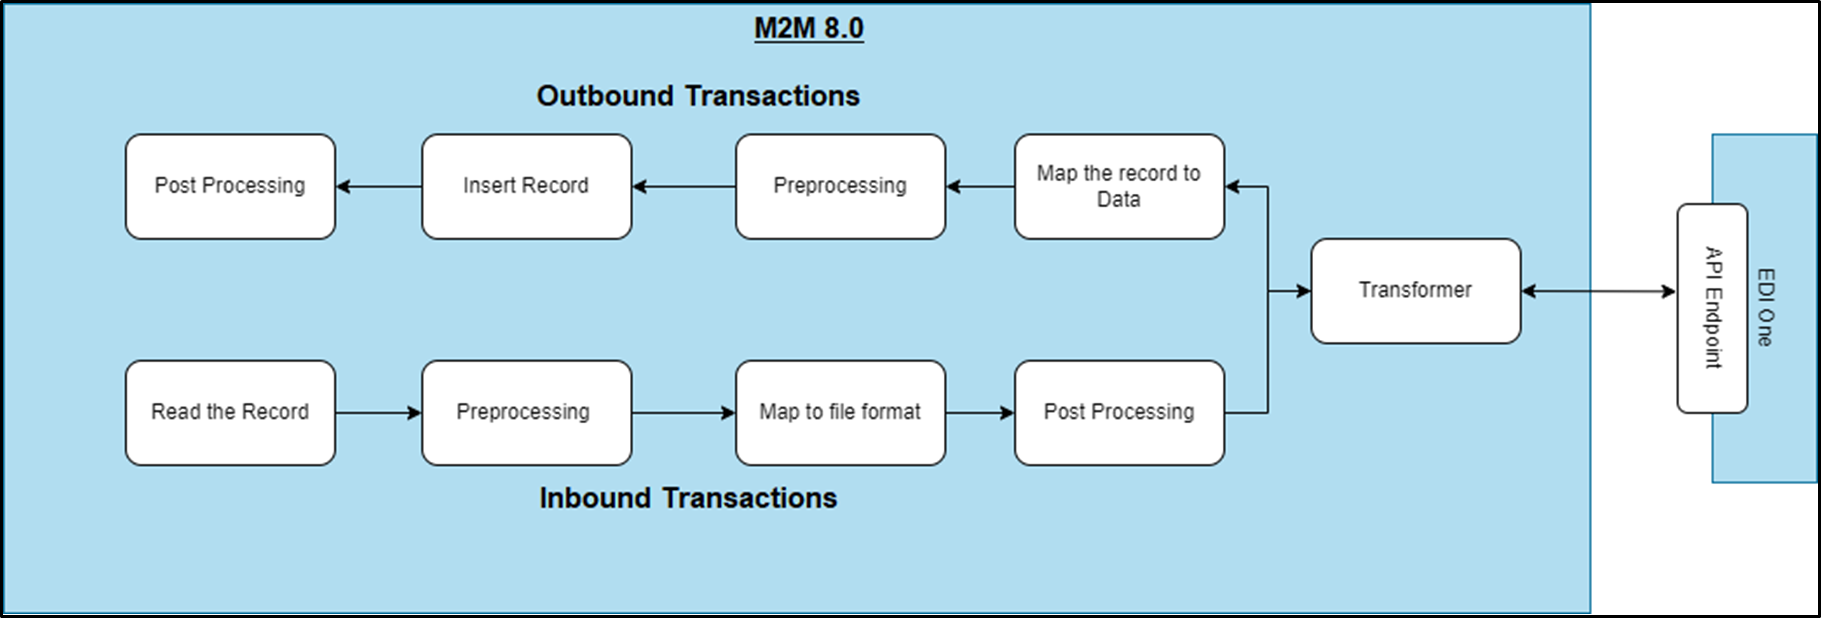 M2M 8.0
Outbound Transactions
Post Processing
Insert Record
Preprocessing
Map the record to
Data
Transformer
API Endpoint
EDI One
Read the Record
Preprocessing
Map to file format
Post Processing
Inbound Transactions